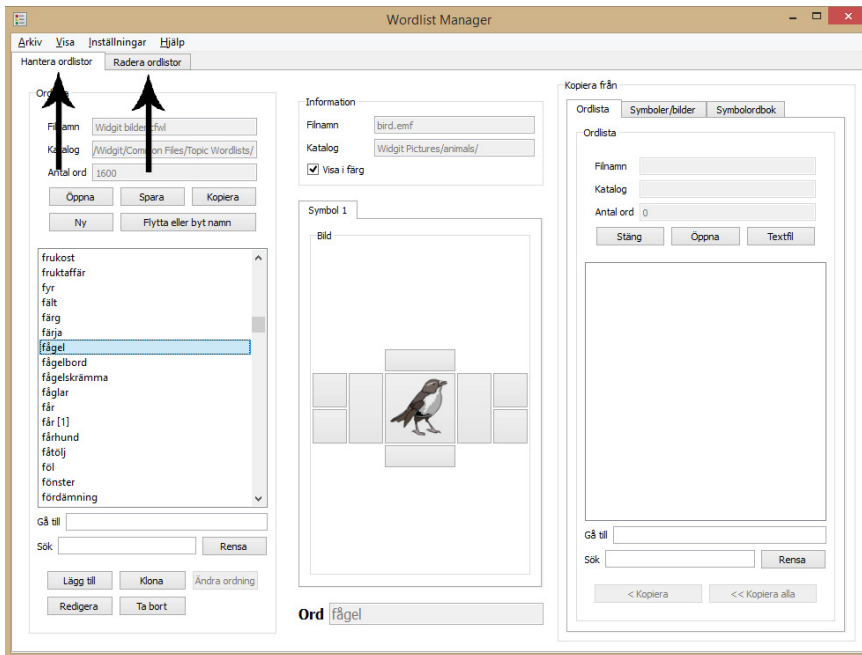 Wordlist Manager
Arkiv Visa Inställningar Hjälp
Hantera ordlistor Radera ordlistor
Filnamn Widgit bilder.cfwl
Katalog /Widgit/Common Files/Topic Wordlists/
Antal ord 1600
Öppna Spara Kopiera
Ny Flytta eller byt namn
frukost
fruktaffär
fyr
fält
färg
färja
fågel
fågelbord
fågelskrämma
fåglar
får
får [1]
fårhund
fåtölj
föl
fönster
fördämning
Gå till
Sök Rensa
Lägg till Klona Ändra ordning
Redigera Ta bort
Information
Filnamn bird.emf
Katalog Widgit Pictures/animals/
Visa i färg
Symbol 1
Bild
Ord fågel
Kopiera från
Ordlista Symboler/bilder Symbolordbok
Ordlista
Filnamn
Katalog
Antal ord 0
Stäng Öppna Textfil
Gå till
Sök Rensa
< Kopiera << Kopiera alla